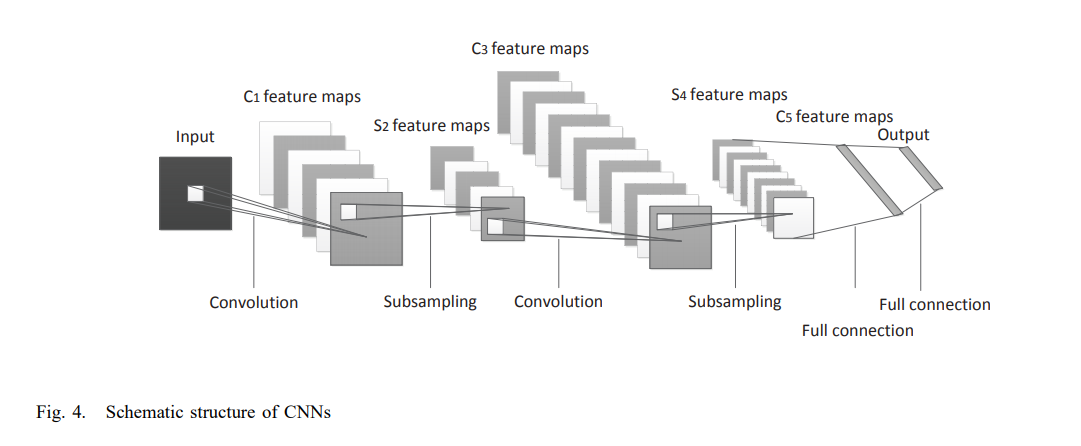 C3 feature maps
C1 feature maps
S4 feature maps
S2 feature maps
C5 feature maps
Input
Output
Convolution
Subsampling
Convolution
Subsampling
Full connection
Full connection
Fig. 4. Schematic structure of CNNs